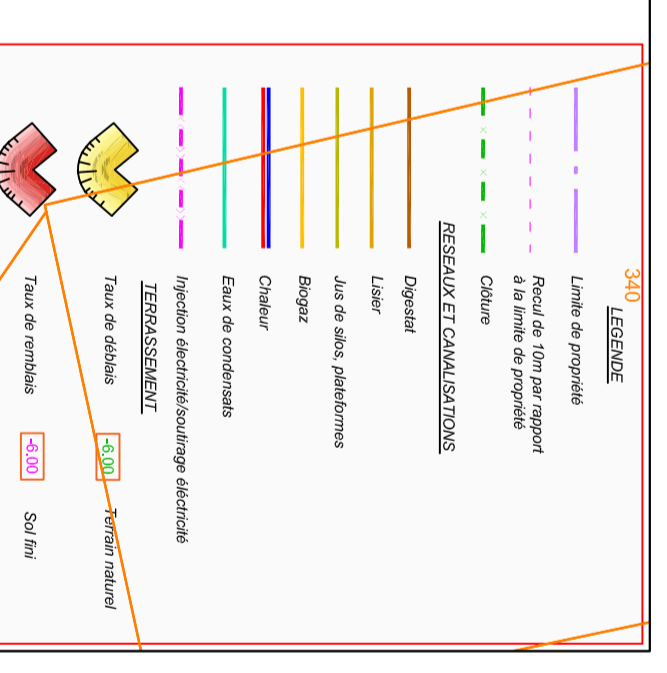 340
LEGENDE
Limite de propriété
Recul de 10m par rapport
à la limite de propriété
Clôture
RESEAUX ET CANALISATIONS
Digestat
Lisier
Jus de silos, plateformes
Biogaz
Chaleur
Eaux de condensats
Injection électricité/soutirage éléctricité
TERRASSEMENT
Taux de déblais -6.00 Terrain naturel
Taux de remblais -6.00 Sol fini